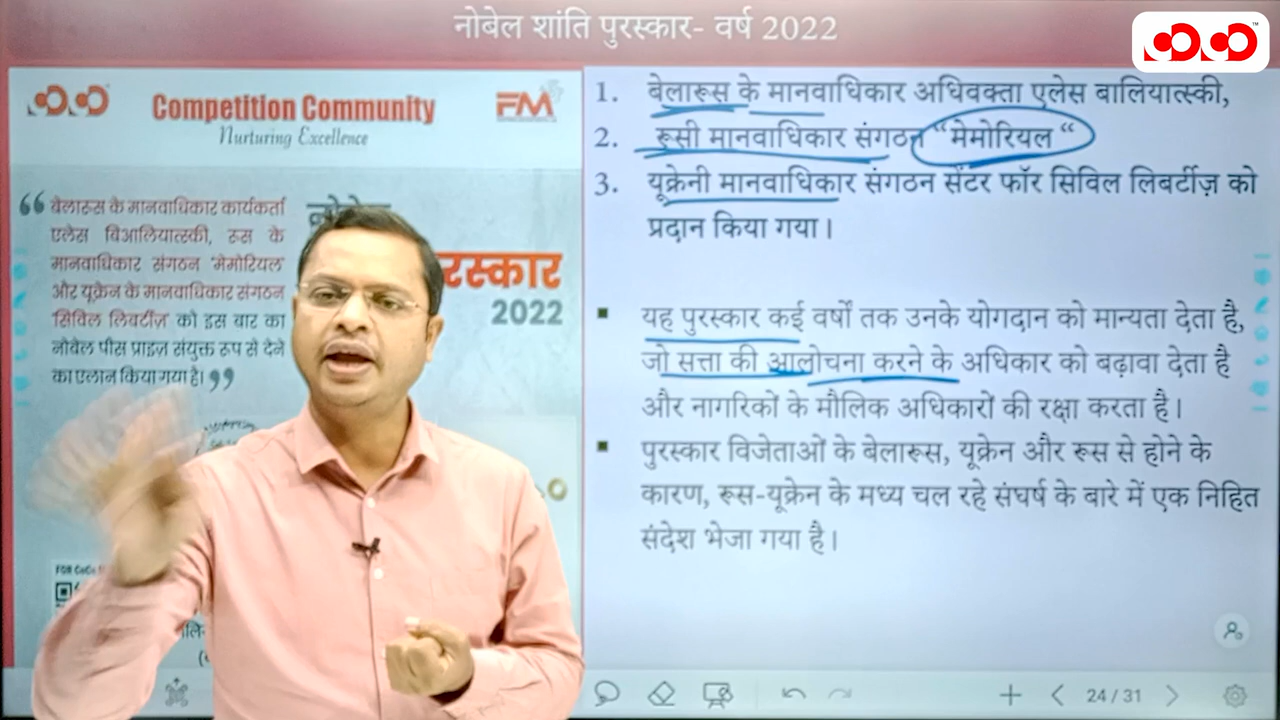 नोबेल शांति पुरस्कार- वर्ष 2022
Competition Community
Nurturing Excellence
FM
“ बेलारूस के मानवाधिकार कार्यकर्ता
एलेस बिआलियात्स्की, रूस के
मानवाधिकार संगठन 'मेमोरियल'
और यूक्रेन के मानवाधिकार संगठन
सिविल लिबर्टीज़ को इस बार का
नोबेल पीस प्राइज़ संयुक्त रूप से देने
का एलान किया गया है। ”
रस्कार
2022
1. बेलारूस के मानवाधिकार अधिवक्ता एलेस बालियात्स्की,
2. रूसी मानवाधिकार संगठन “मेमोरियल “
3. यूक्रेनी मानवाधिकार संगठन सेंटर फॉर सिविल लिबर्टीज़ को
प्रदान किया गया।
▪ यह पुरस्कार कई वर्षों तक उनके योगदान को मान्यता देता है,
जो सत्ता की आलोचना करने के अधिकार को बढ़ावा देता है
और नागरिकों के मौलिक अधिकारों की रक्षा करता है।
▪ पुरस्कार विजेताओं के बेलारूस, यूक्रेन और रूस से होने के
कारण, रूस-यूक्रेन के मध्य चल रहे संघर्ष के बारे में एक निहित
संदेश भेजा गया है।
24 / 31